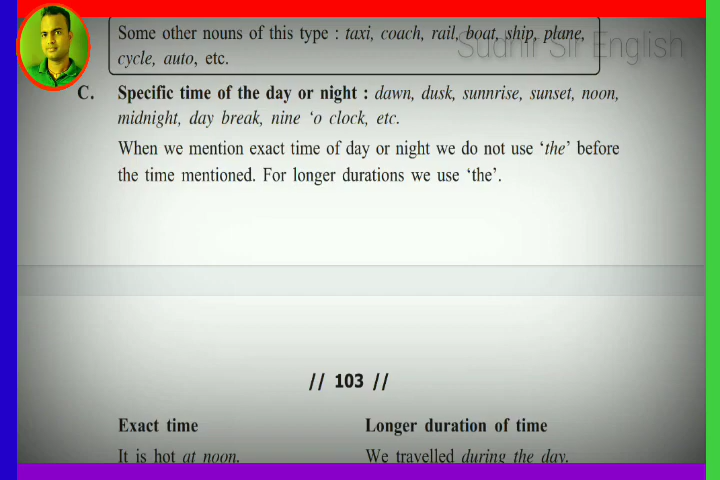 Some other nouns of this type : taxi, coach, rail, boat, ship, plane,
cycle, auto, etc.
Sudhir Sir English
C. Specific time of the day or night : dawn, dusk, sunnrise, sunset, noon,
midnight, day break, nine ‘o clock, etc.
When we mention exact time of day or night we do not use ‘the’ before
the time mentioned. For longer durations we use ‘the’.
// 103 //
Exact time Longer duration of time
It is hot at noon. We travelled during the day.